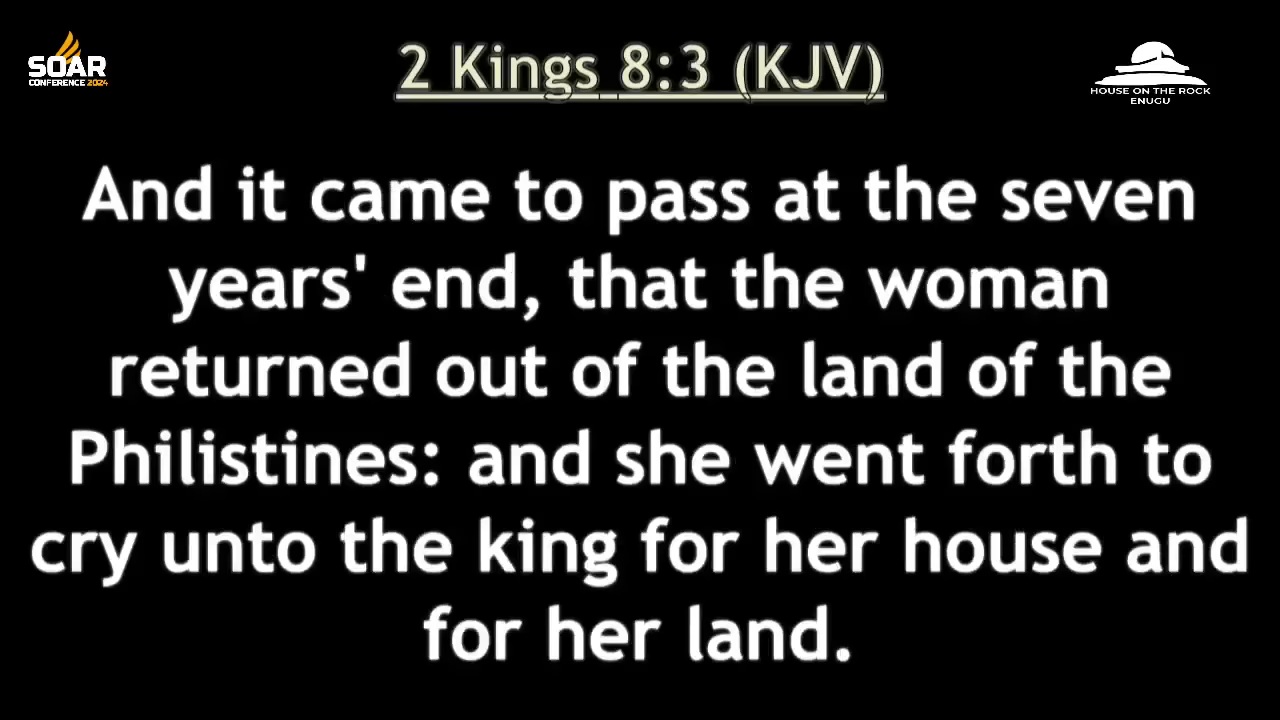 SOAR
CONFERENCE 2024
2 Kings 8:3 (KJV)
HOUSE ON THE ROCK
ENUGU
And it came to pass at the seven
years' end, that the woman
returned out of the land of the
Philistines: and she went forth to
cry unto the king for her house and
for her land.